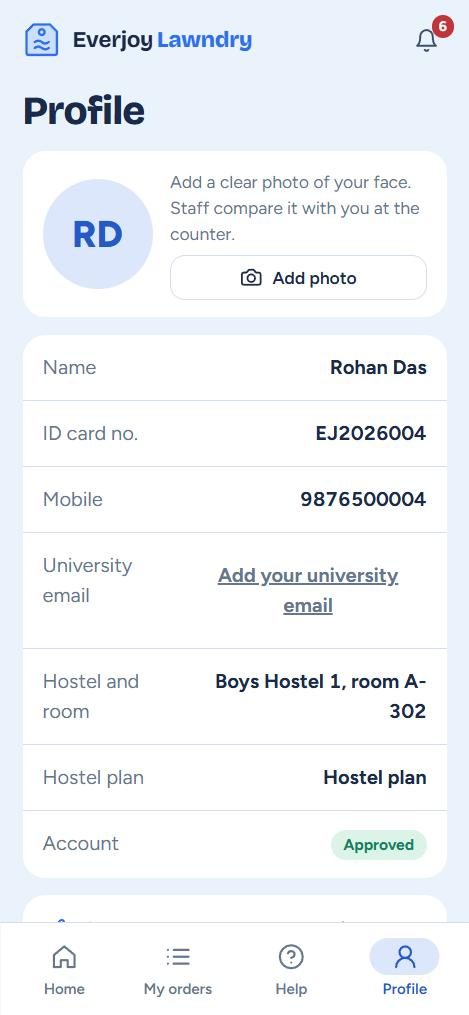 Everjoy Lawndry
6
Profile
RD
Add a clear photo of your face.
Staff compare it with you at the
counter.
Add photo
Name
Rohan Das
ID card no.
EJ2026004
Mobile
9876500004
University
email
Add your university
email
Hostel and
room
Boys Hostel 1, room A-
302
Hostel plan
Hostel plan
Account
Approved
Home
My orders
Help
Profile